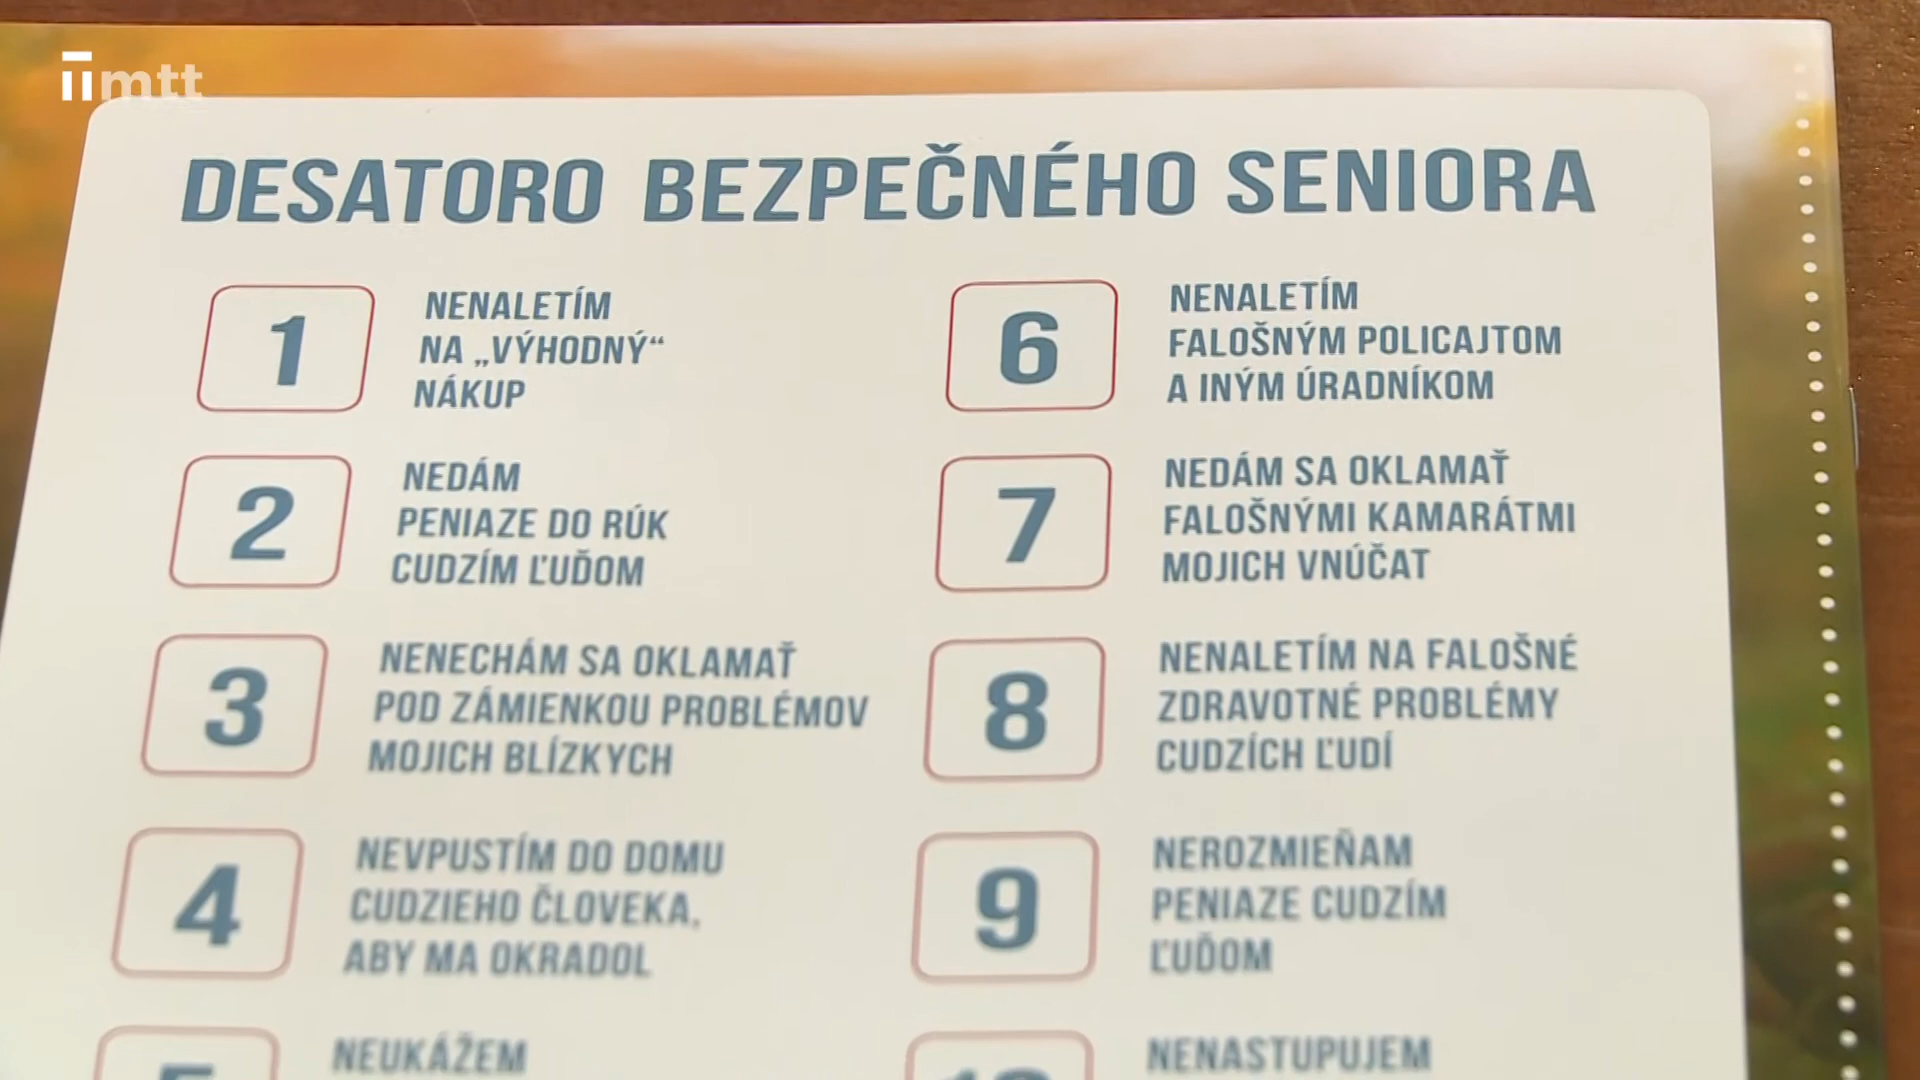 mtt
DESATORO BEZPEČNÉHO SENIORA
1
NENALETÍM
NA „VÝHODNÝ“
NÁKUP
2
NEDÁM
PENIAZE DO RÚK
CUDZÍM ĽUĎOM
3
NENECHÁM SA OKLAMAŤ
POD ZÁMIENKOU PROBLÉMOV
MOJICH BLÍZKYCH
4
NEVPUSTÍM DO DOMU
CUDZIEHO ČLOVEKA,
ABY MA OKRADOL
5
NEUKÁŽEM
6
NENALETÍM
FALOŠNÝM POLICAJTOM
A INÝM ÚRADNÍKOM
7
NEDÁM SA OKLAMAŤ
FALOŠNÝMI KAMARÁTMI
MOJICH VNÚČAT
8
NENALETÍM NA FALOŠNÉ
ZDRAVOTNÉ PROBLÉMY
CUDZÍCH ĽUDÍ
9
NEROZMIEŇAM
PENIAZE CUDZÍM
ĽUĎOM
10
NENASTUPUJEM